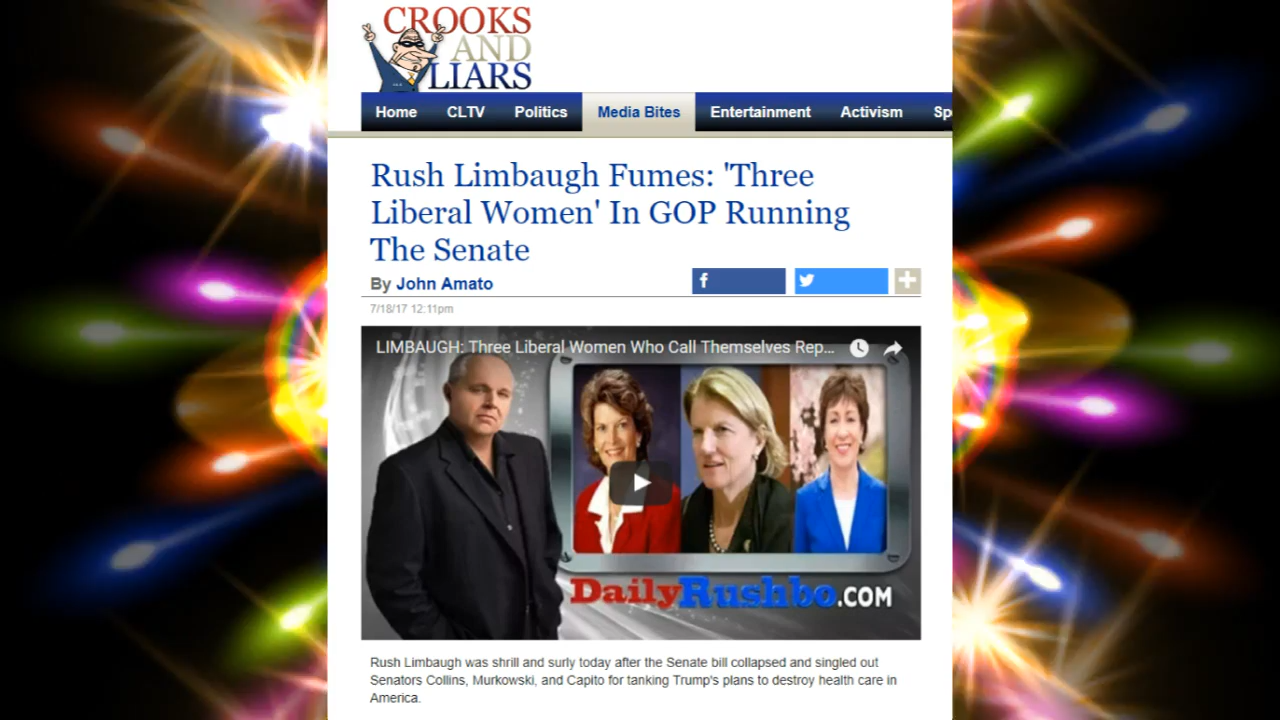 CROOKS
AND
LIARS
Home CLTV Politics Media Bites Entertainment Activism Sp
Rush Limbaugh Fumes: 'Three
Liberal Women' In GOP Running
The Senate
By John Amato
7/18/17 12:11pm
LIMBAUGH: Three Liberal Women Who Call Themselves Rep...
DailyRushbo.COM
Rush Limbaugh was shrill and surly today after the Senate bill collapsed and singled out
Senators Collins, Murkowski, and Capito for tanking Trump's plans to destroy health care in
America.